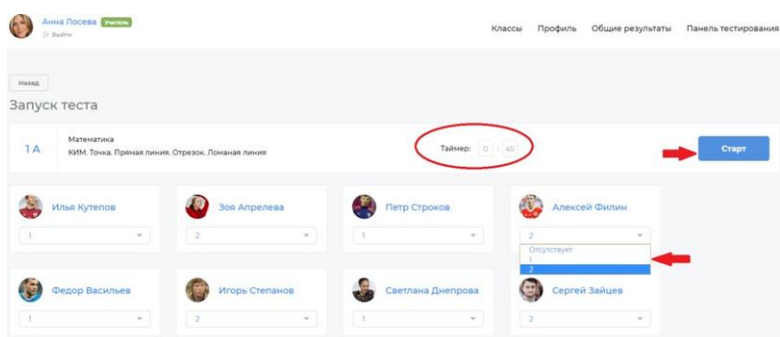 Анна Лосева Учитель
Выйти
Классы Профиль Общие результаты Панель тестирования
Назад
Запуск теста
1 А
Математика
КИМ. Точка. Прямая линия. Отрезок. Ломаная линия
Таймер: 0 : 45
Старт
Илья Кутепов
Зоя Апрелева
Петр Строков
Алексей Филин
1
2
1
2
Отсутствует
1
2
Федор Васильев
Игорь Степанов
Светлана Днепрова
Сергей Зайцев
1
2
1
2